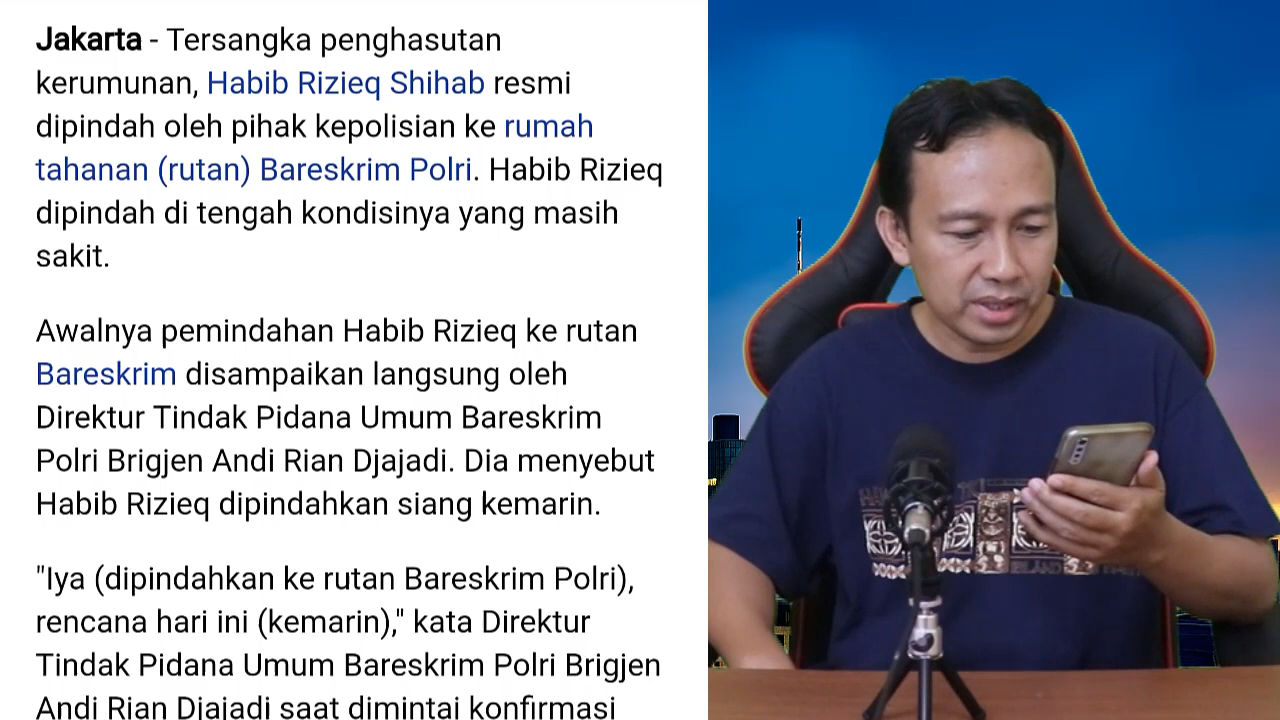 Jakarta - Tersangka penghasutan
kerumunan, Habib Rizieq Shihab resmi
dipindah oleh pihak kepolisian ke rumah
tahanan (rutan) Bareskrim Polri. Habib Rizieq
dipindah di tengah kondisinya yang masih
sakit.
Awalnya pemindahan Habib Rizieq ke rutan
Bareskrim disampaikan langsung oleh
Direktur Tindak Pidana Umum Bareskrim
Polri Brigjen Andi Rian Djajadi. Dia menyebut
Habib Rizieq dipindahkan siang kemarin.
"Iya (dipindahkan ke rutan Bareskrim Polri),
rencana hari ini (kemarin)," kata Direktur
Tindak Pidana Umum Bareskrim Polri Brigjen
Andi Rian Djajadi saat dimintai konfirmasi